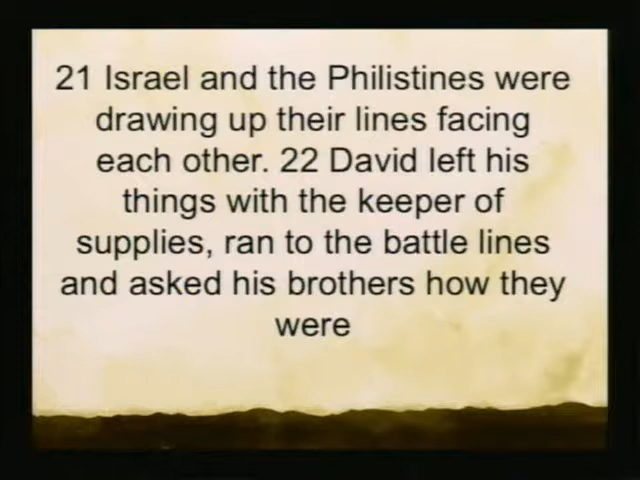 21 Israel and the Philistines were
drawing up their lines facing
each other. 22 David left his
things with the keeper of
supplies, ran to the battle lines
and asked his brothers how they
were